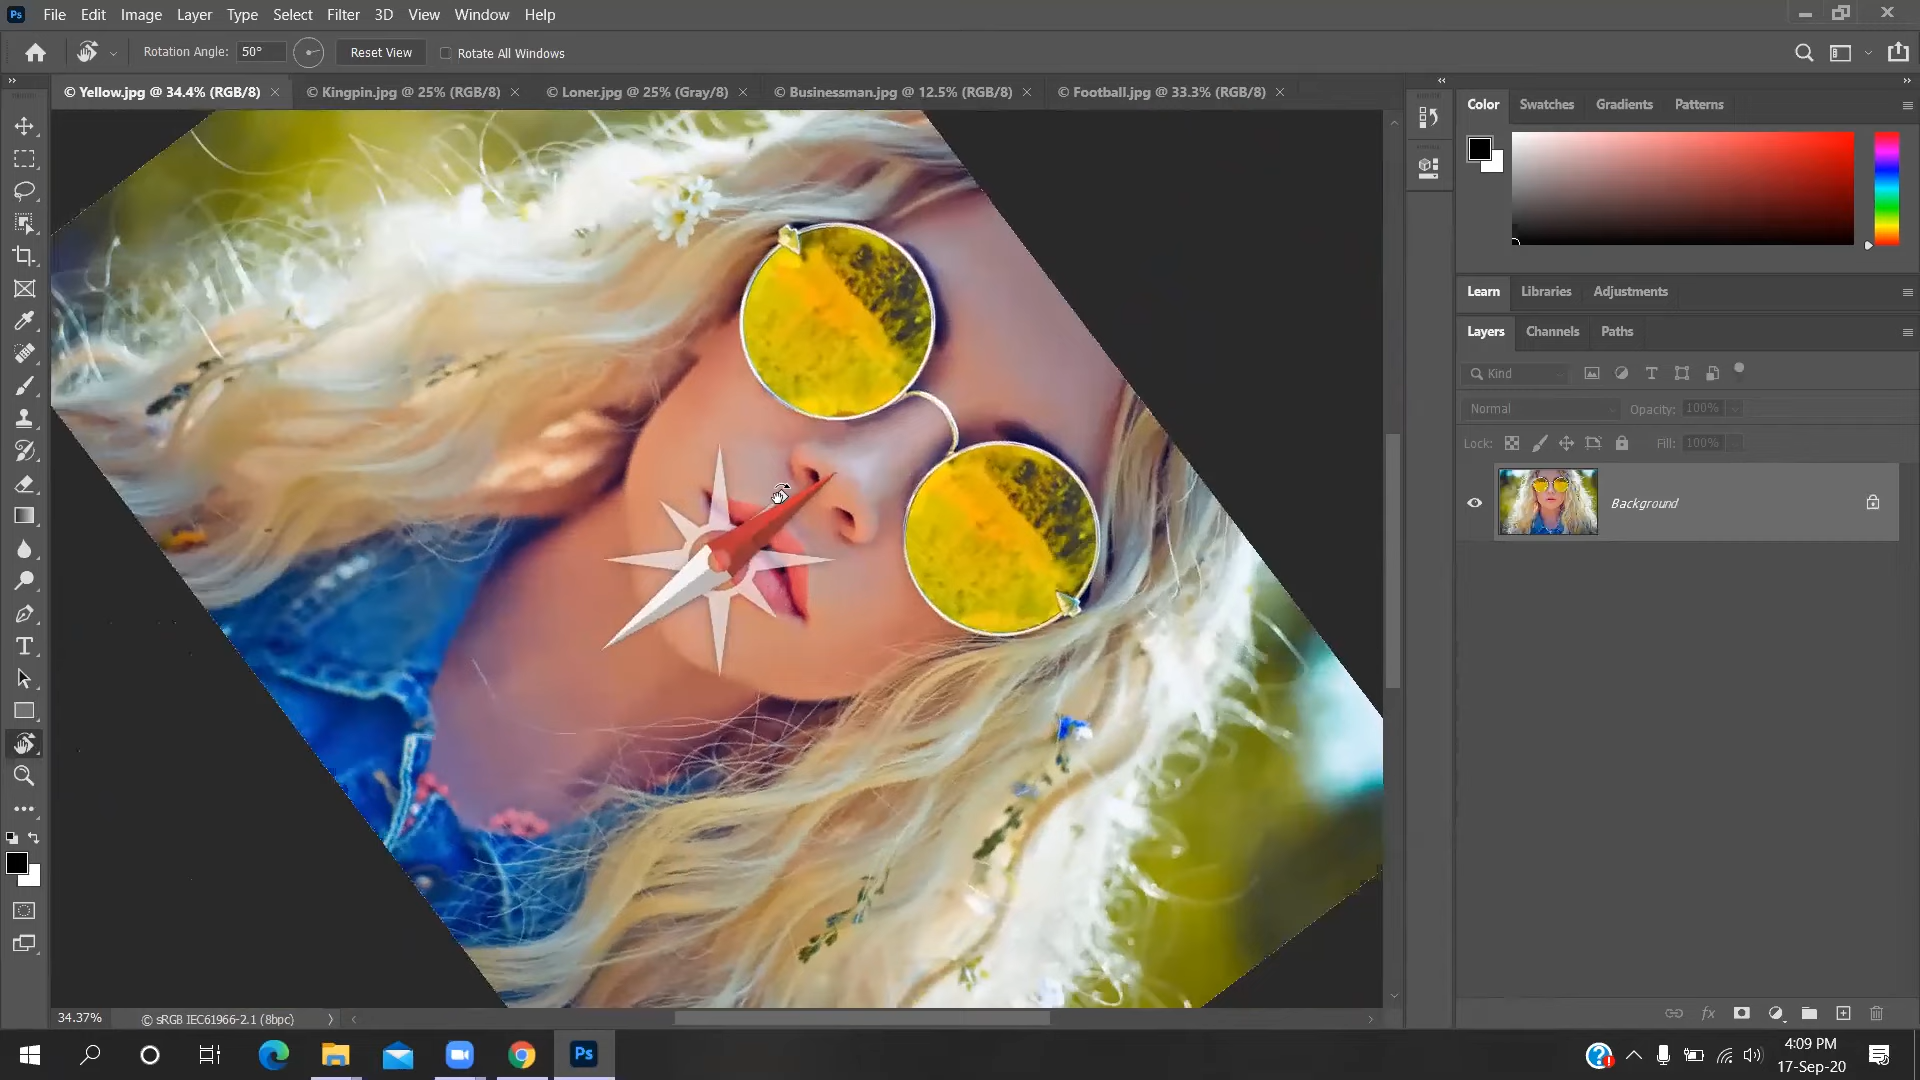 Ps File Edit Image Layer Type Select Filter 3D View Window Help
Rotation Angle: 50° Reset View Rotate All Windows
© Yellow.jpg @ 34.4% (RGB/8) © Kingpin.jpg @ 25% (RGB/8) © Loner.jpg @ 25% (Gray/8) © Businessman.jpg @ 12.5% (RGB/8) © Football.jpg @ 33.3% (RGB/8)
Color Swatches Gradients Patterns
Learn Libraries Adjustments
Layers Channels Paths
Kind
Normal Opacity: 100%
Lock: Fill: 100%
Background
fx
34.37% © sRGB IEC61966-2.1 (8bpc)
Ps
4:09 PM
17-Sep-20